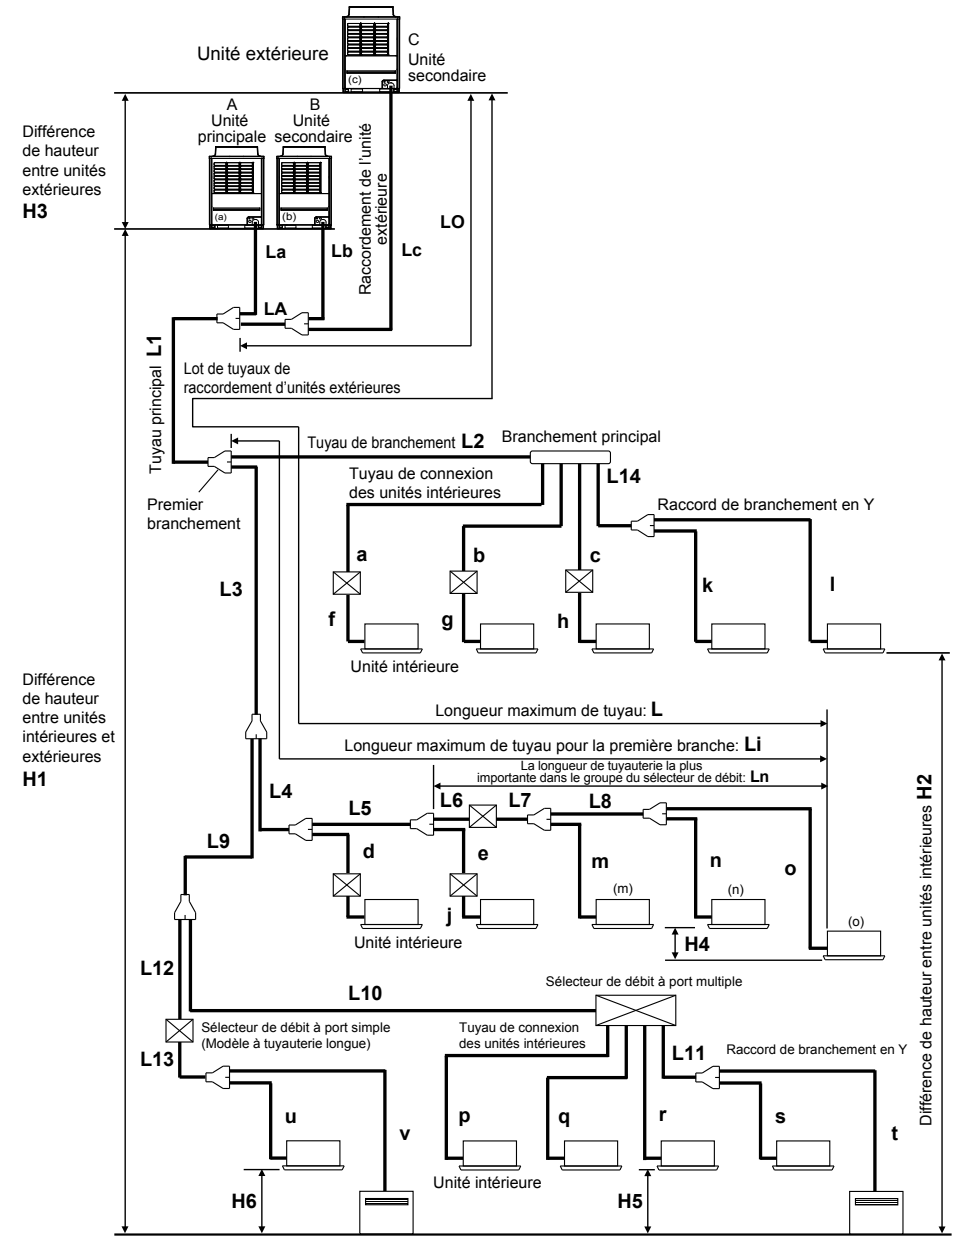 Unité extérieure
C
Unité
secondaire
(c)
A
Unité
principale
B
Unité
secondaire
(a)
(b)
Différence
de hauteur
entre unités
extérieures
H3
Raccordement de l'unité
extérieure
LO
La
Lb
Lc
LA
Tuyau principal L1
Lot de tuyaux de
raccordement d'unités extérieures
Tuyau de branchement L2
Branchement principal
L14
Tuyau de connexion
des unités intérieures
Premier
branchement
Raccord de branchement en Y
a
b
c
k
l
L3
f
g
h
Unité intérieure
Différence
de hauteur
entre unités
intérieures et
extérieures
H1
Longueur maximum de tuyau: L
Longueur maximum de tuyau pour la première branche: Li
La longueur de tuyauterie la plus
importante dans le groupe du sélecteur de débit: Ln
L4
L5
L6
L7
L8
L9
d
e
m
n
o
(m)
(n)
(o)
j
Unité intérieure
H4
Différence de hauteur entre unités intérieures H2
L12
L10
Sélecteur de débit à port multiple
Sélecteur de débit à port simple
(Modèle à tuyauterie longue)
Tuyau de connexion
des unités intérieures
L13
L11
Raccord de branchement en Y
u
v
p
q
r
s
t
Unité intérieure
H6
H5